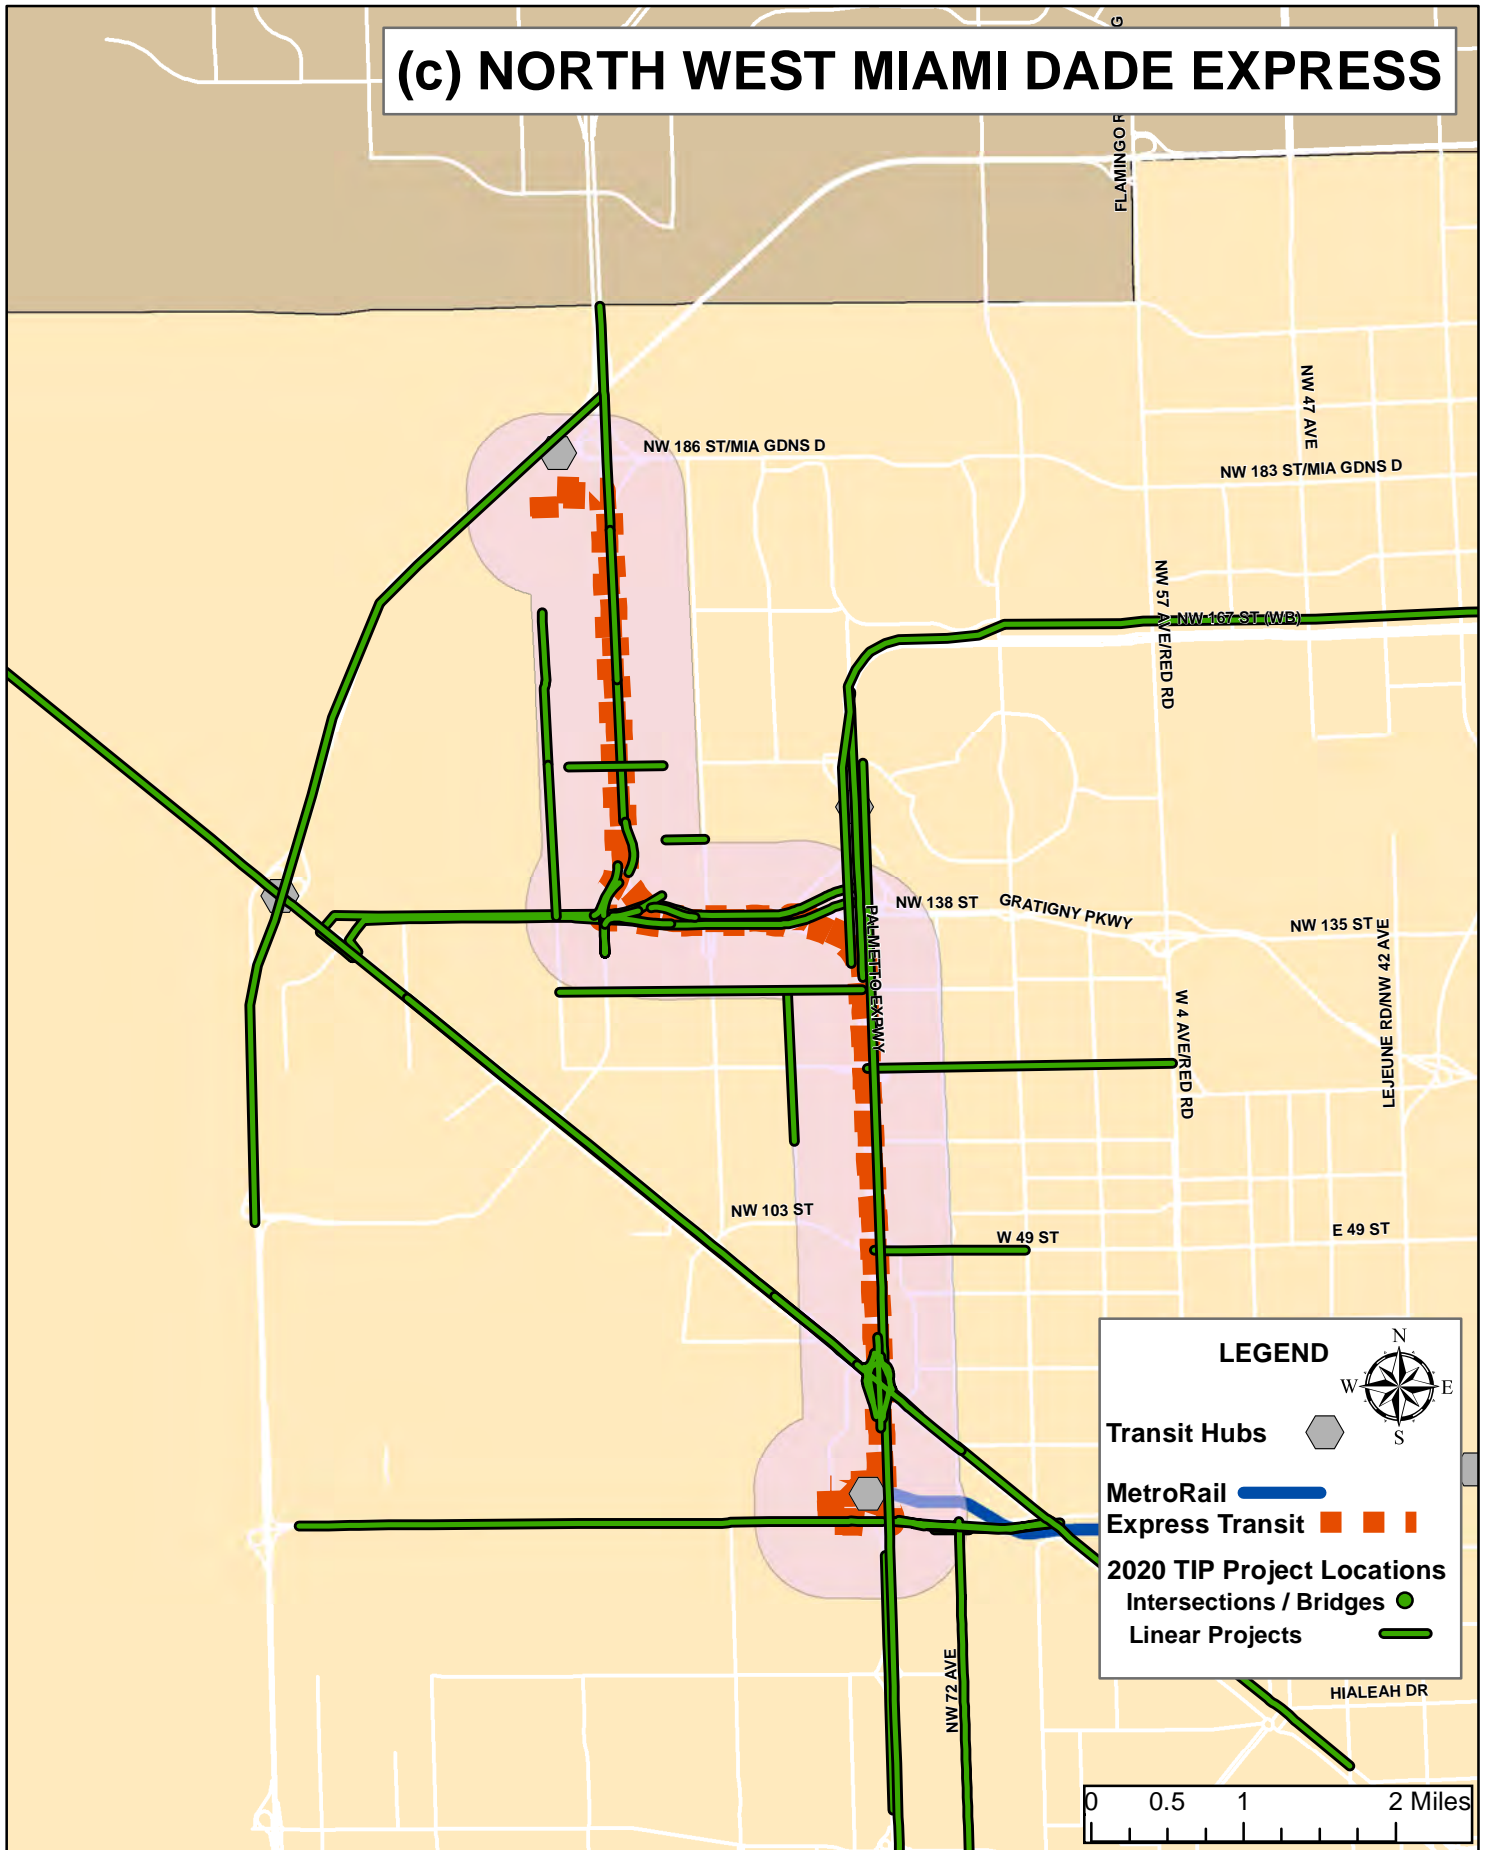 (c) NORTH WEST MIAMI DADE EXPRESS
G
FLAMINGO R
NW 47 AVE
NW 186 ST/MIA GDNS D
NW 183 ST/MIA GDNS D
NW 57 AVE/RED RD
NW 167 ST (WB)
NW 138 ST
GRATIGNY PKWY
NW 135 ST
PALMETTO EXPWY
LEJEUNE RD/NW 42 AVE
W 4 AVE/RED RD
NW 103 ST
W 49 ST
E 49 ST
LEGEND
N
W
E
S
Transit Hubs
MetroRail
Express Transit
2020 TIP Project Locations
Intersections / Bridges
Linear Projects
NW 72 AVE
HIALEAH DR
0 0.5 1 2 Miles